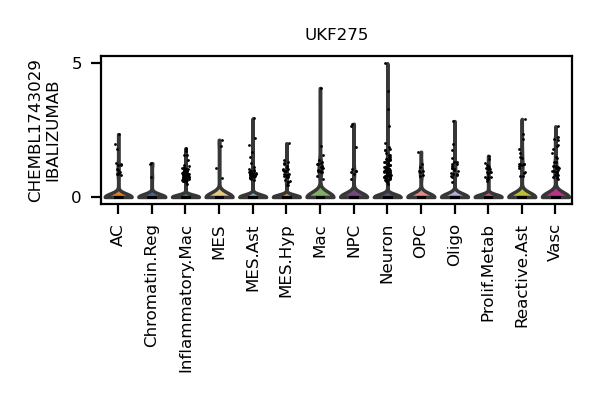 UKF275
CHEMBL1743029
IBALIZUMAB
5
0
AC
Chromatin.Reg
Inflammatory.Mac
MES
MES.Ast
MES.Hyp
Mac
NPC
Neuron
OPC
Oligo
Prolif.Metab
Reactive.Ast
Vasc